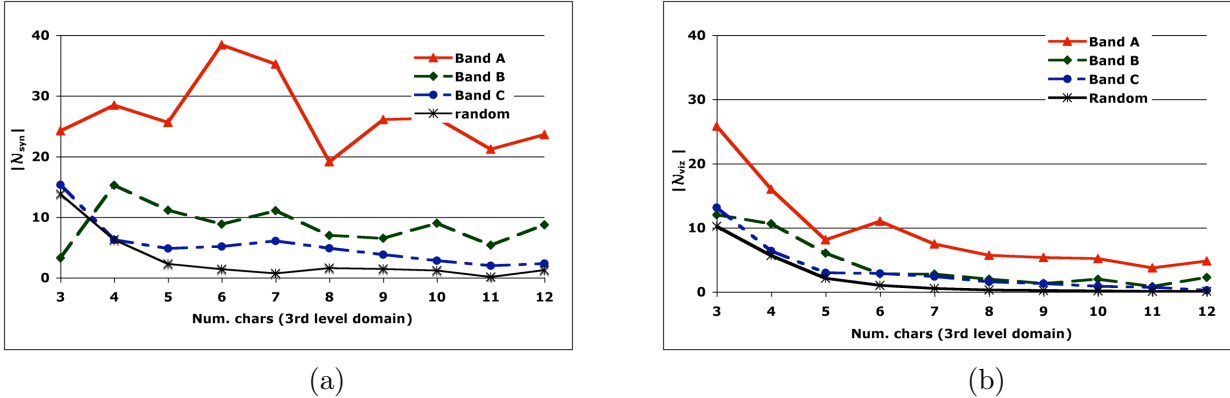 40
30
20
10
0
|N_syn|
Band A
Band B
Band C
random
3 4 5 6 7 8 9 10 11 12
Num. chars (3rd level domain)
(a)
40
30
20
10
0
|N_viz|
Band A
Band B
Band C
Random
3 4 5 6 7 8 9 10 11 12
Num. chars (3rd level domain)
(b)